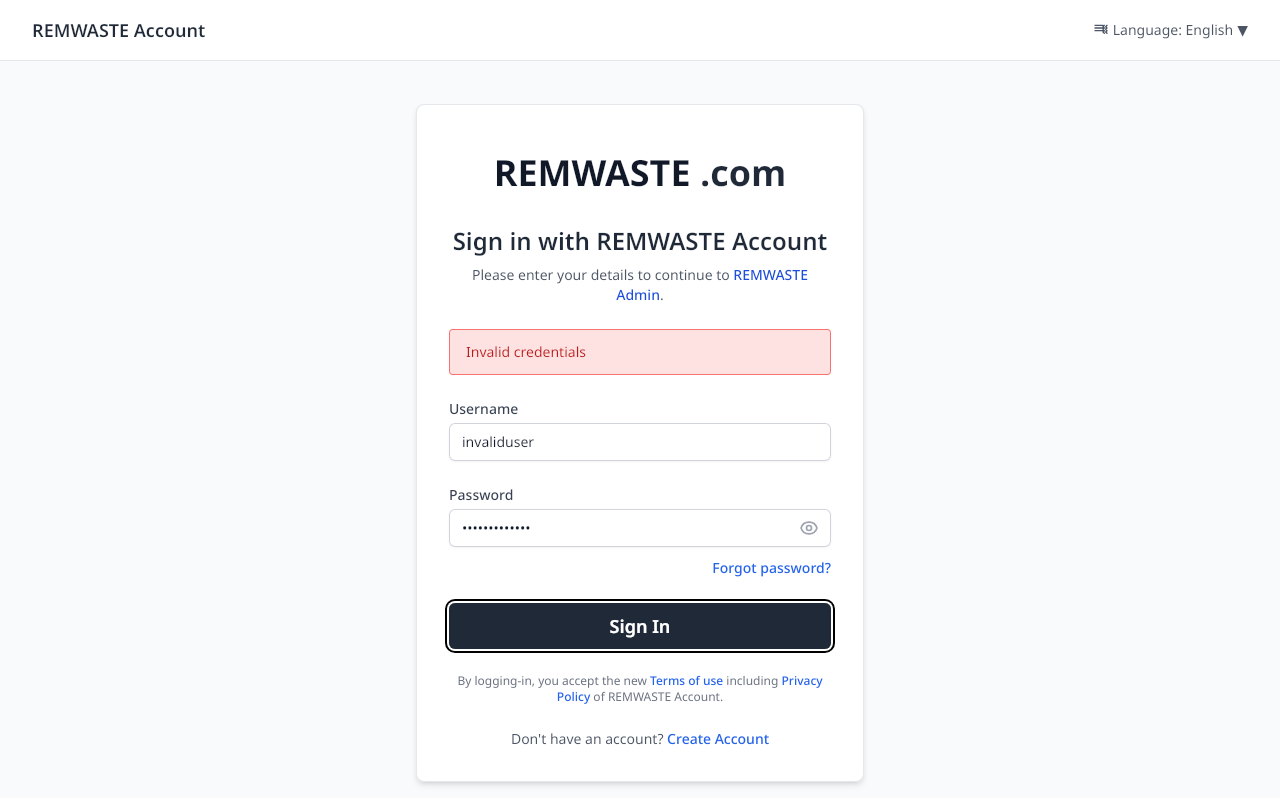 REMWASTE Account
Language: English ▼
REMWASTE .com
Sign in with REMWASTE Account
Please enter your details to continue to REMWASTE
Admin.
Invalid credentials
Username
invaliduser
Password
•••••••••••••
Forgot password?
Sign In
By logging-in, you accept the new Terms of use including Privacy
Policy of REMWASTE Account.
Don't have an account? Create Account